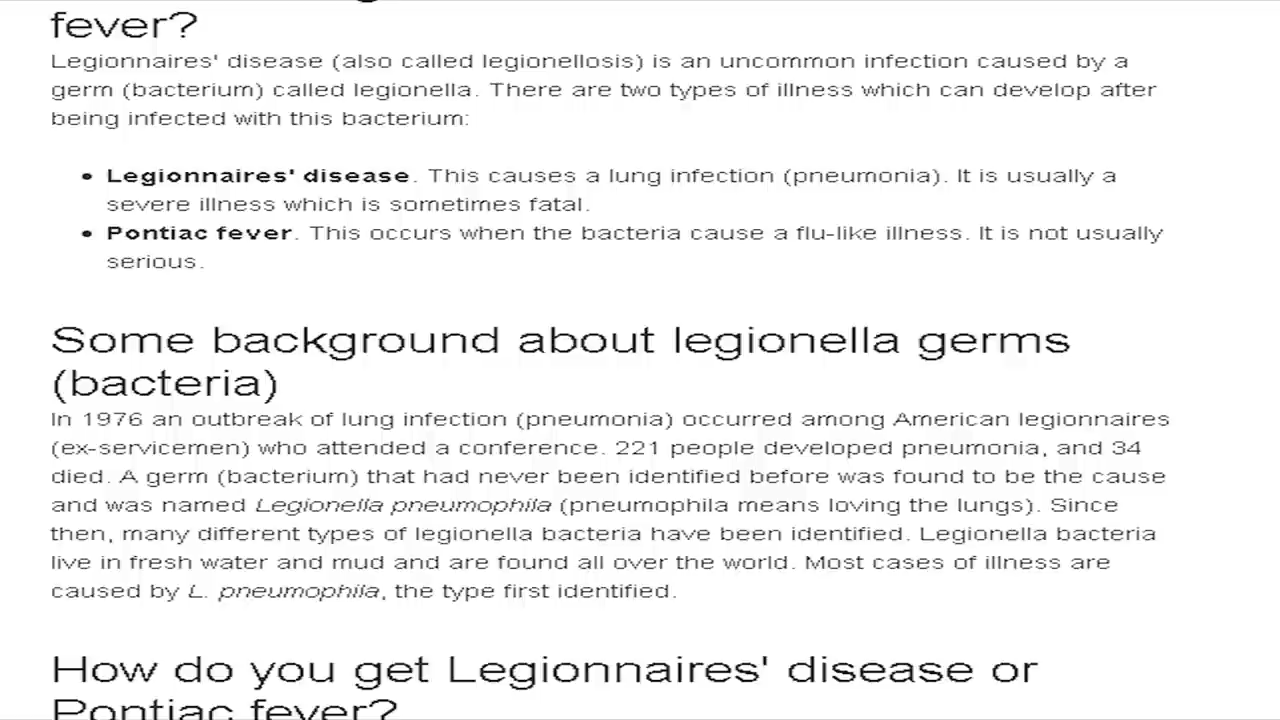 fever?
Legionnaires' disease (also called legionellosis) is an uncommon infection caused by a
germ (bacterium) called legionella. There are two types of illness which can develop after
being infected with this bacterium:
• Legionnaires' disease. This causes a lung infection (pneumonia). It is usually a
severe illness which is sometimes fatal.
• Pontiac fever. This occurs when the bacteria cause a flu-like illness. It is not usually
serious.
Some background about legionella germs
(bacteria)
In 1976 an outbreak of lung infection (pneumonia) occurred among American legionnaires
(ex-servicemen) who attended a conference. 221 people developed pneumonia, and 34
died. A germ (bacterium) that had never been identified before was found to be the cause
and was named Legionella pneumophila (pneumophila means loving the lungs). Since
then, many different types of legionella bacteria have been identified. Legionella bacteria
live in fresh water and mud and are found all over the world. Most cases of illness are
caused by L. pneumophila, the type first identified.
How do you get Legionnaires' disease or
Pontiac fever?